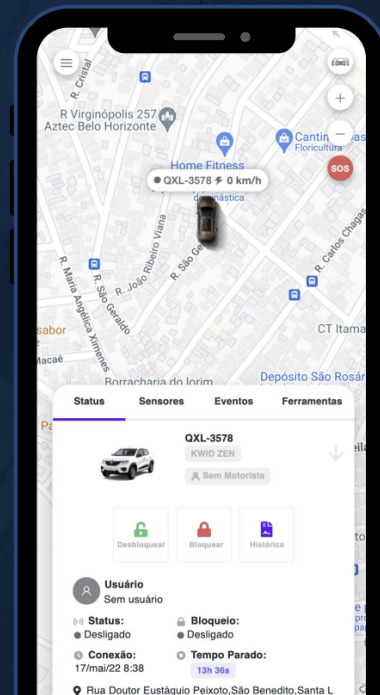 R. Cristal
R Virginópolis 257
Aztec Belo Horizonte
Floricultura
Home Fitness
SOS
QXL-3578 0 km/h
R. João Ribeiro Viana
R. São Geraldo
R. Maria Angélica Ximenes
R. Carlos Chagas
sabor
Macaé
CT Itama
Borracharia do Jorim
Depósito São Rosár
Status Sensores Eventos Ferramentas
QXL-3578
KWID ZEN
Sem Motorista
Desbloquear Bloquear Histórico
Usuário
Sem usuário
Status: Bloqueio:
Desligado Desligado
Conexão: Tempo Parado:
17/mai/22 8:38 13h 36s
Rua Doutor Eustáquio Peixoto,São Benedito,Santa L